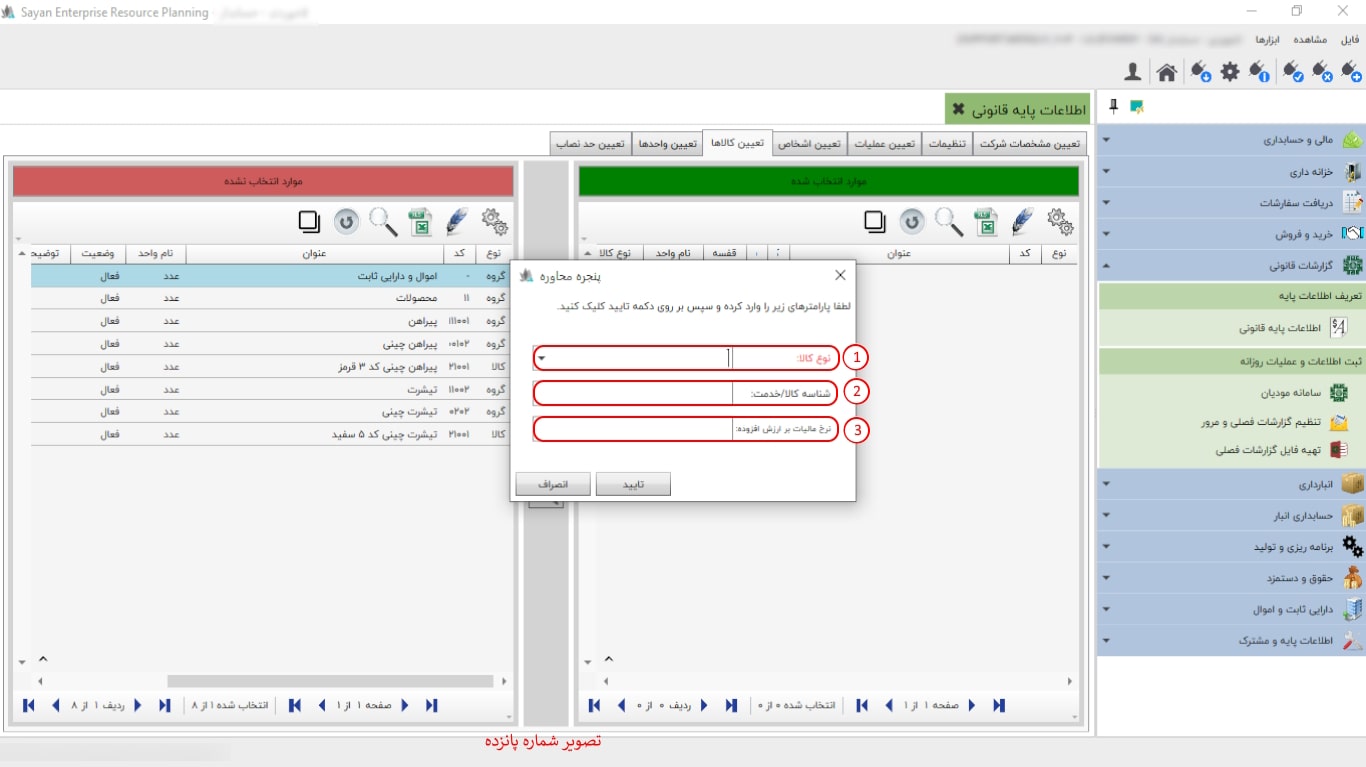 Sayan Enterprise Resource Planning
فایل مشاهده ابزارها
اطلاعات پایه قانونی
تعیین مشخصات شرکت تنظیمات تعیین عملیات تعیین اشخاص تعیین کالاها تعیین واحدها تعیین حد نصاب
مالی و حسابداری
خزانه داری
دریافت سفارشات
خرید و فروش
گزارشات قانونی
تعریف اطلاعات پایه
اطلاعات پایه قانونی
ثبت اطلاعات و عملیات روزانه
سامانه مودیان
تنظیم گزارشات فصلی و مرور
تهیه فایل گزارشات فصلی
انبارداری
حسابداری انبار
برنامه ریزی و تولید
حقوق و دستمزد
دارایی ثابت و اموال
اطلاعات پایه و مشترک
موارد انتخاب شده
نوع کد عنوان قفسه نام واحد نوع کالا
صفحه ۱ از ۱ انتخاب شده ۰ از ۰ ردیف ۰ از ۰
موارد انتخاب نشده
نوع کد عنوان نام واحد وضعیت توضیح
گروه - اموال و دارایی ثابت عدد فعال
گروه ۱۱ محصولات عدد فعال
گروه ۱۱۱۰۰۱ پیراهن عدد فعال
گروه ۰۱۰۲ پیراهن چینی عدد فعال
کالا ۲۱۰۰۱ پیراهن چینی کد ۳ قرمز عدد فعال
گروه ۱۱۰۰۲ تیشرت عدد فعال
گروه ۰۲۰۲ تیشرت چینی عدد فعال
کالا ۲۱۰۰۱ تیشرت چینی کد ۵ سفید عدد فعال
صفحه ۱ از ۱ انتخاب شده ۱ از ۸ ردیف ۱ از ۸
پنجره محاوره
لطفا پارامترهای زیر را وارد کرده و سپس بر روی دکمه تایید کلیک کنید.
1 نوع کالا:
2 شناسه کالا/خدمت:
3 نرخ مالیات بر ارزش افزوده:
تایید انصراف
تصویر شماره پانزده